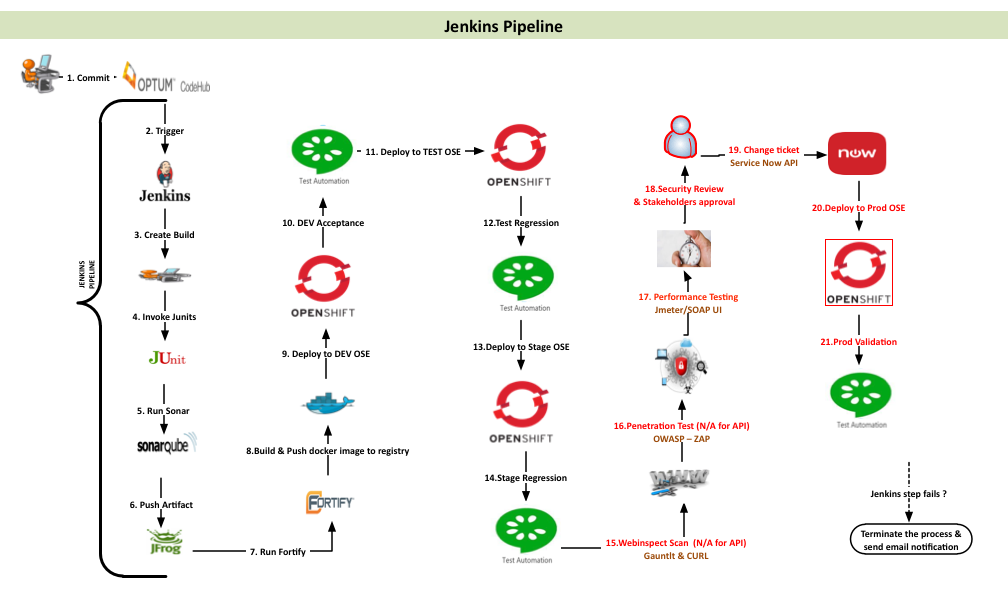 Jenkins Pipeline
1. Commit
OPTUM™ CodeHub
JENKINS
PIPELINE
2. Trigger
Jenkins
3. Create Build
4. Invoke Junits
JUnit
5. Run Sonar
sonarqube
6. Push Artifact
JFrog
7. Run Fortify
FORTIFY
8.Build & Push docker image to registry
9. Deploy to DEV OSE
OPENSHIFT
10. DEV Acceptance
Test Automation
11. Deploy to TEST OSE
OPENSHIFT
12.Test Regression
Test Automation
13.Deploy to Stage OSE
OPENSHIFT
14.Stage Regression
Test Automation
15.Webinspect Scan (N/A for API)
Gauntlt & CURL
WWW
16.Penetration Test (N/A for API)
OWASP – ZAP
17. Performance Testing
Jmeter/SOAP UI
18.Security Review
& Stakeholders approval
19. Change ticket
Service Now API
now
20.Deploy to Prod OSE
OPENSHIFT
21.Prod Validation
Test Automation
Jenkins step fails ?
Terminate the process &
send email notification